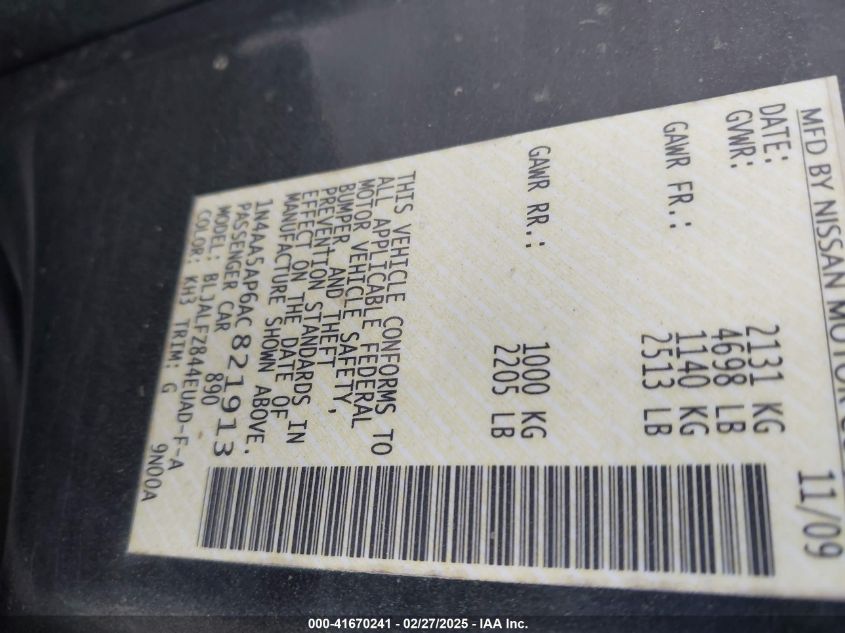 MFD BY NISSAN MOTOR
DATE: 11/09
GVWR: 2131 KG
4698 LB
GAWR FR.: 1140 KG
2513 LB
GAWR RR.: 1000 KG
2205 LB
THIS VEHICLE CONFORMS TO
ALL APPLICABLE FEDERAL
MOTOR VEHICLE SAFETY,
BUMPER, AND THEFT
PREVENTION STANDARDS IN
EFFECT ON THE DATE OF
MANUFACTURE SHOWN ABOVE.
1N4AA5AP6AC821913
PASSENGER CAR 890
MODEL: BLJALFZ844EUAD-F-A
COLOR: KH3 TRIM: G 9N00A
000-41670241 - 02/27/2025 - IAA Inc.